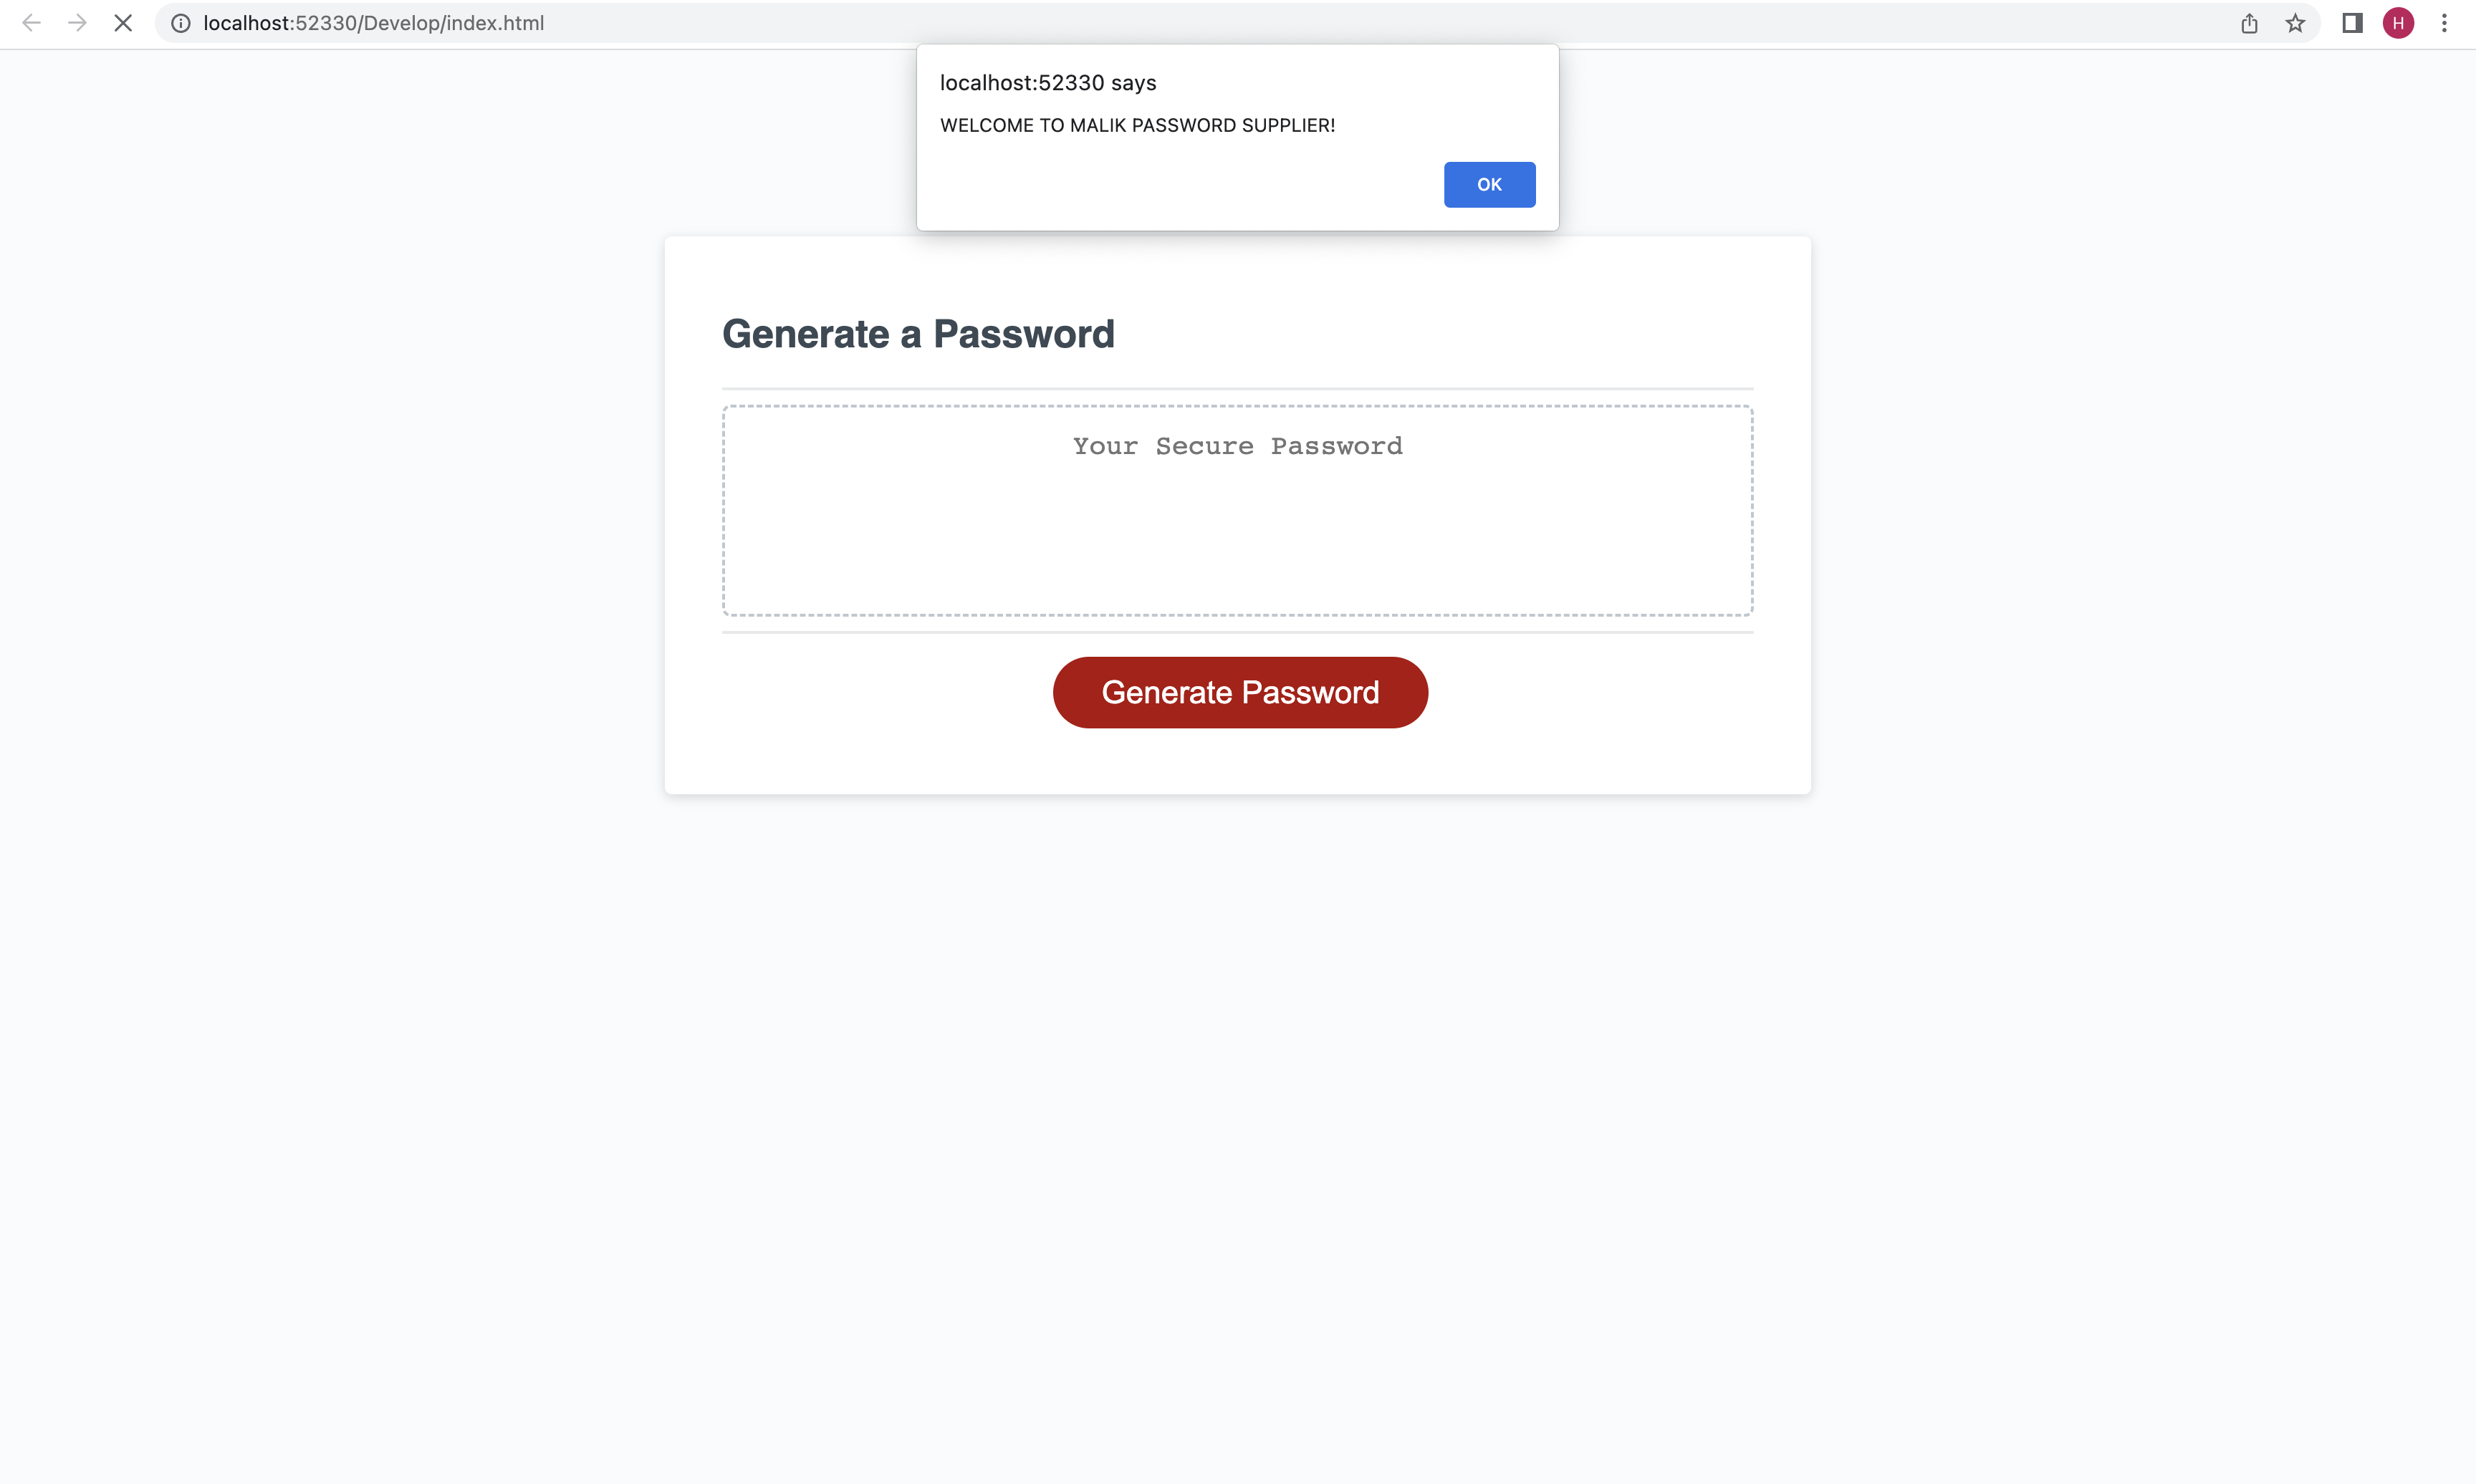 localhost:52330/Develop/index.html
H
localhost:52330 says
WELCOME TO MALIK PASSWORD SUPPLIER!
OK
Generate a Password
Your Secure Password
Generate Password